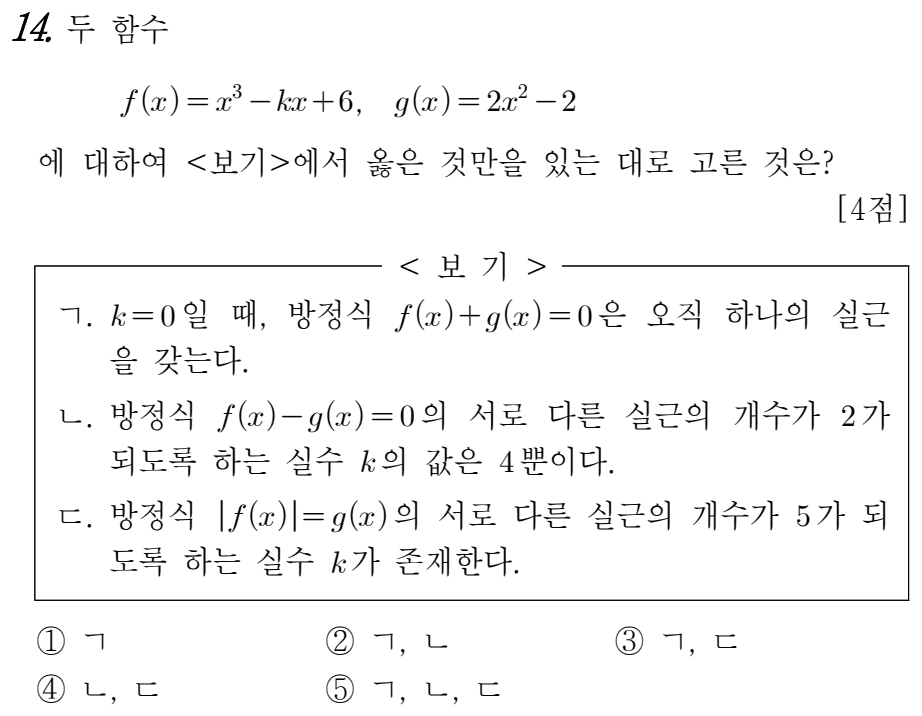 14. 두 함수
f(x)=x³-kx+6, g(x)=2x²-2
에 대하여 <보기>에서 옳은 것만을 있는 대로 고른 것은?
[4점]
< 보 기 >
ㄱ. k=0일 때, 방정식 f(x)+g(x)=0은 오직 하나의 실근
을 갖는다.
ㄴ. 방정식 f(x)-g(x)=0의 서로 다른 실근의 개수가 2가
되도록 하는 실수 k의 값은 4뿐이다.
ㄷ. 방정식 |f(x)|=g(x)의 서로 다른 실근의 개수가 5가 되
도록 하는 실수 k가 존재한다.
① ㄱ ② ㄱ, ㄴ ③ ㄱ, ㄷ
④ ㄴ, ㄷ ⑤ ㄱ, ㄴ, ㄷ